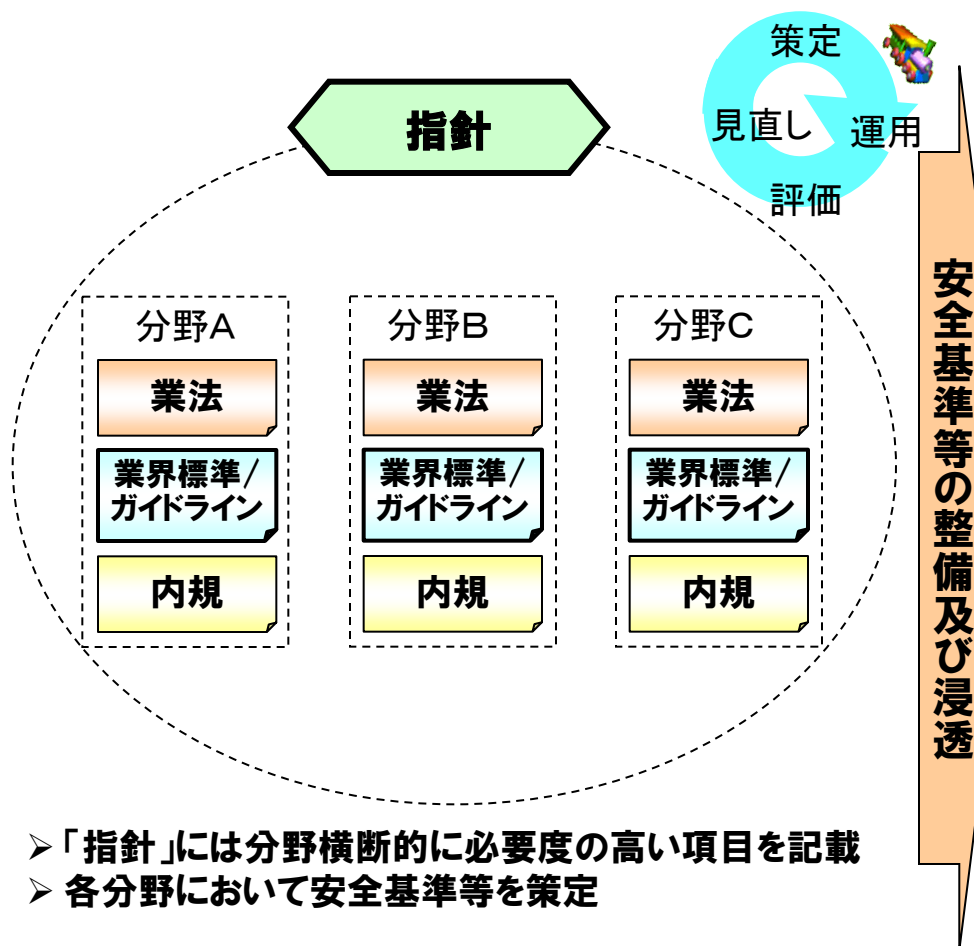 策定
見直し
運用
評価
指針
分野A
業法
業界標準/
ガイドライン
内規
分野B
業法
業界標準/
ガイドライン
内規
分野C
業法
業界標準/
ガイドライン
内規
安全基準等の整備及び浸透
➢「指針」には分野横断的に必要度の高い項目を記載
➢ 各分野において安全基準等を策定